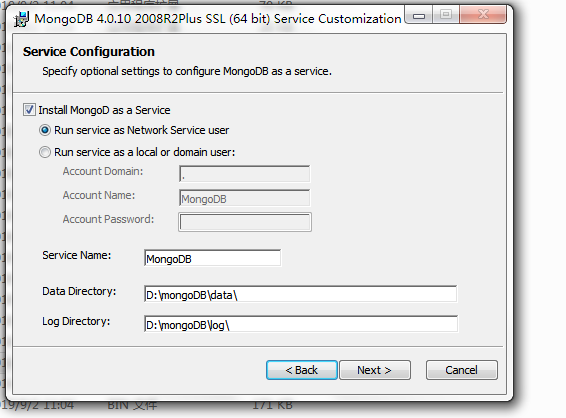 MongoDB 4.0.10 2008R2Plus SSL (64 bit) Service Customization
Service Configuration
Specify optional settings to configure MongoDB as a service.
Install MongoD as a Service
Run service as Network Service user
Run service as a local or domain user:
Account Domain: .
Account Name: MongoDB
Account Password:
Service Name: MongoDB
Data Directory: D:\mongoDB\data\
Log Directory: D:\mongoDB\log\
< Back Next > Cancel
19/9/2 11:04 BIN 文件 171 KB